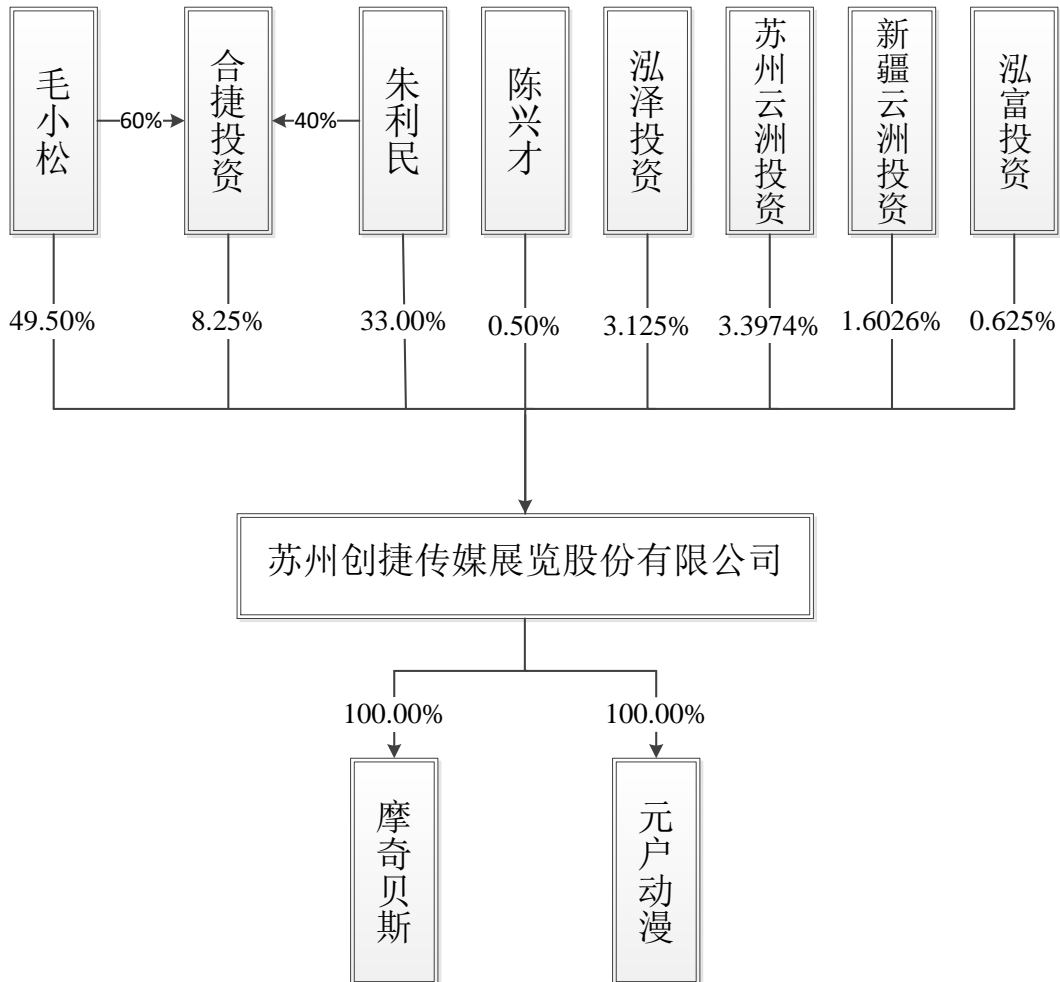 毛小松
合捷投资
朱利民
陈兴才
泓泽投资
苏州云洲投资
新疆云洲投资
泓富投资
60%
40%
49.50%
8.25%
33.00%
0.50%
3.125%
3.3974%
1.6026%
0.625%
苏州创捷传媒展览股份有限公司
100.00%
100.00%
摩奇贝斯
元户动漫